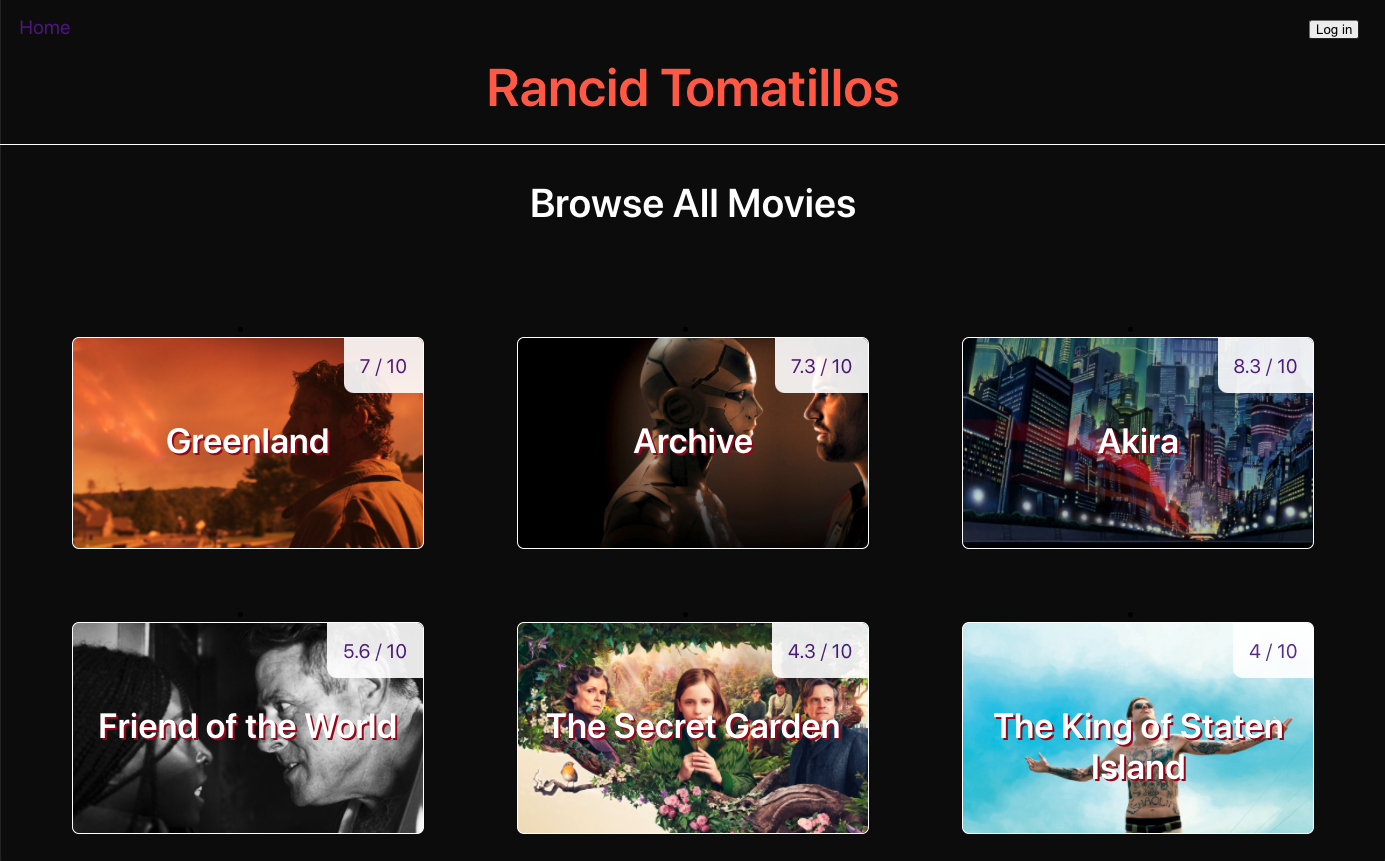 Home
Log in
Rancid Tomatillos
Browse All Movies
7 / 10
Greenland
7.3 / 10
Archive
8.3 / 10
Akira
5.6 / 10
Friend of the World
4.3 / 10
The Secret Garden
4 / 10
The King of Staten
Island